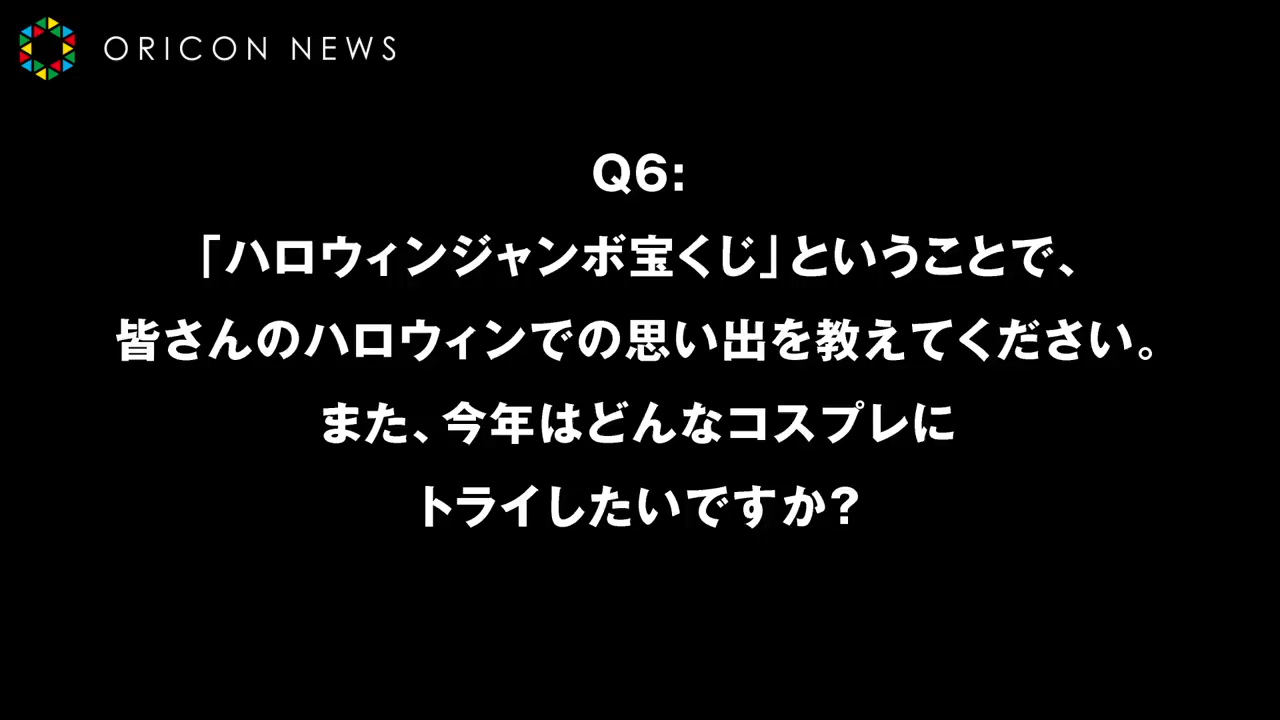 ORICON NEWS
Q6:
「ハロウィンジャンボ宝くじ」ということで、
皆さんのハロウィンでの思い出を教えてください。
また、今年はどんなコスプレに
トライしたいですか？